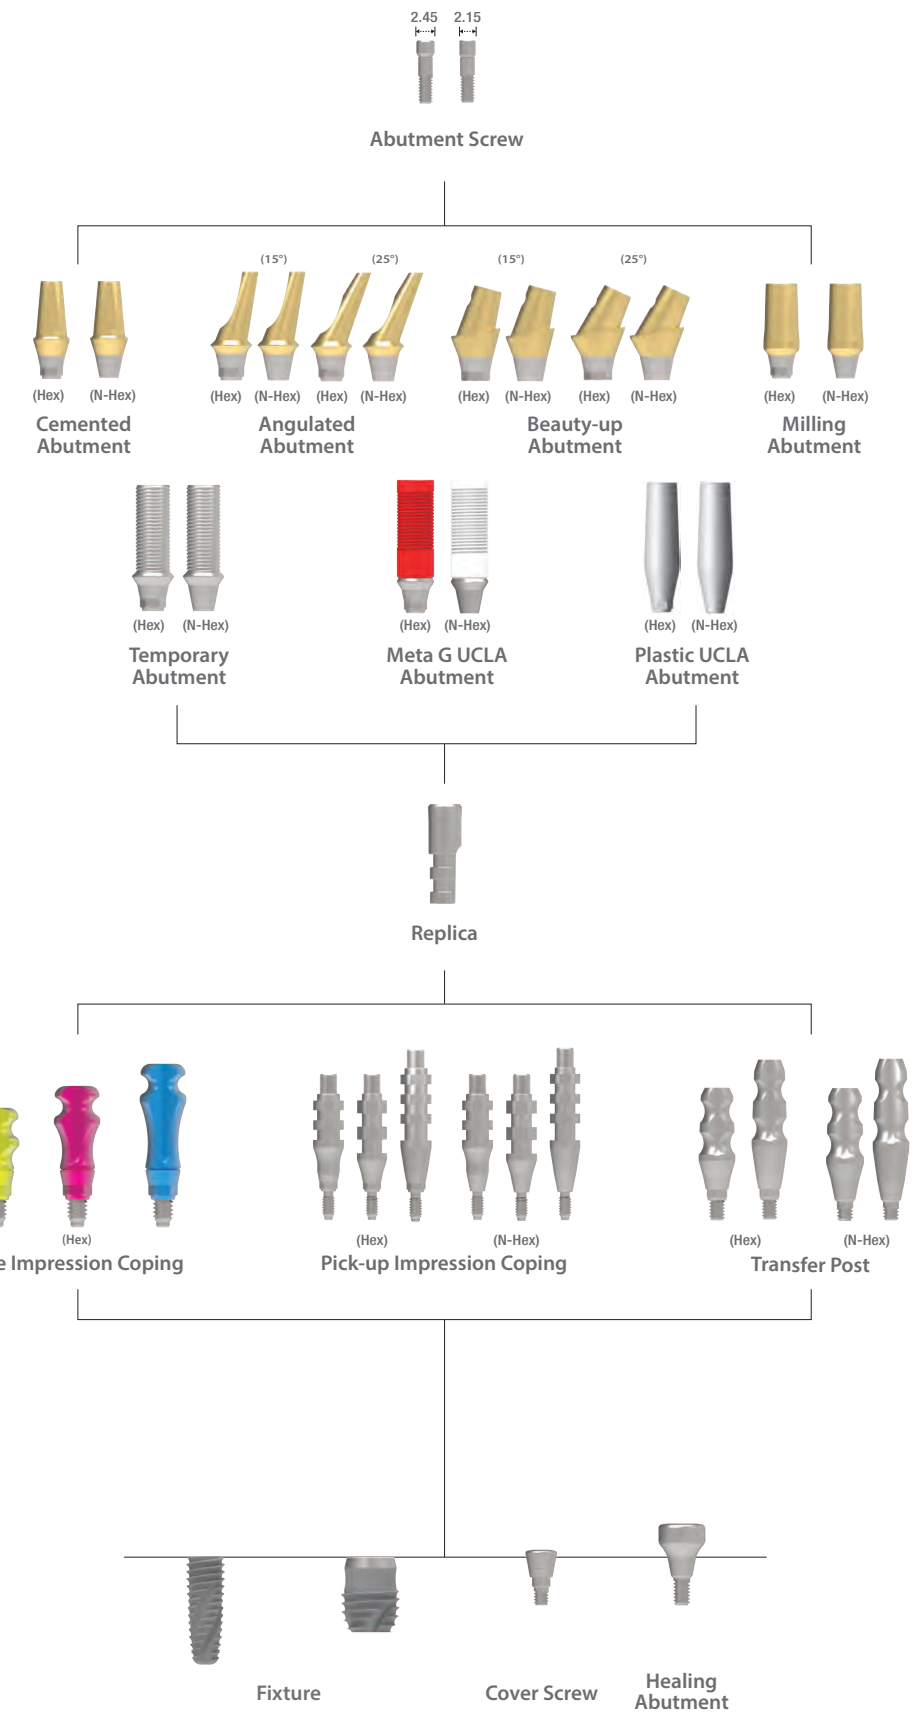 2.45 2.15
Abutment Screw
(15°) (25°) (15°) (25°)
(Hex) (N-Hex) (Hex) (N-Hex) (Hex) (N-Hex) (Hex) (N-Hex) (Hex) (N-Hex) (Hex) (N-Hex)
Cemented
Abutment
Angulated
Abutment
Beauty-up
Abutment
Milling
Abutment
(Hex) (N-Hex) (Hex) (N-Hex) (Hex) (N-Hex)
Temporary
Abutment
Meta G UCLA
Abutment
Plastic UCLA
Abutment
Replica
(Hex) (Hex) (N-Hex) (Hex) (N-Hex)
Impression Coping
Pick-up Impression Coping
Transfer Post
Fixture
Cover Screw
Healing
Abutment